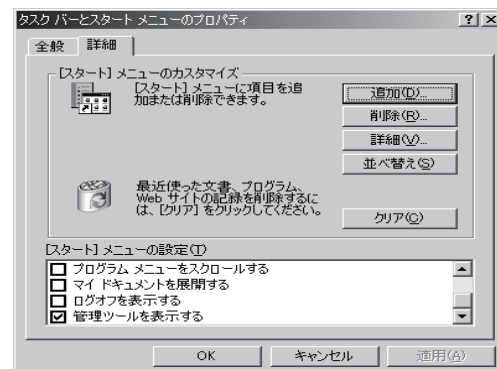 タスク バーとスタート メニューのプロパティ
全般
詳細
[スタート] メニューのカスタマイズ
[スタート] メニューに項目を追
加または削除できます。
追加(D)...
削除(R)...
詳細(V)...
並べ替え(S)
最近使った文書、プログラム、
Web サイトの記録を削除するに
は、[クリア] をクリックしてください。
クリア(C)
[スタート] メニューの設定(T)
プログラム メニューをスクロールする
マイ ドキュメントを展開する
ログオフを表示する
管理ツールを表示する
OK
キャンセル
適用(A)